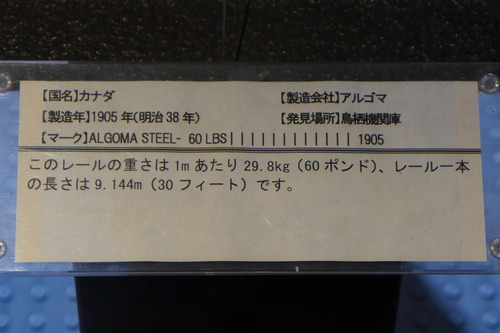 【国名】カナダ 【製造会社】アルゴマ
【製造年】1905年(明治38年) 【発見場所】鳥栖機関庫
【マーク】ALGOMA STEEL- 60 LBS||||||||||||| 1905
このレールの重さは1mあたり29.8kg(60ポンド)、レール一本
の長さは9.144m(30フィート)です。